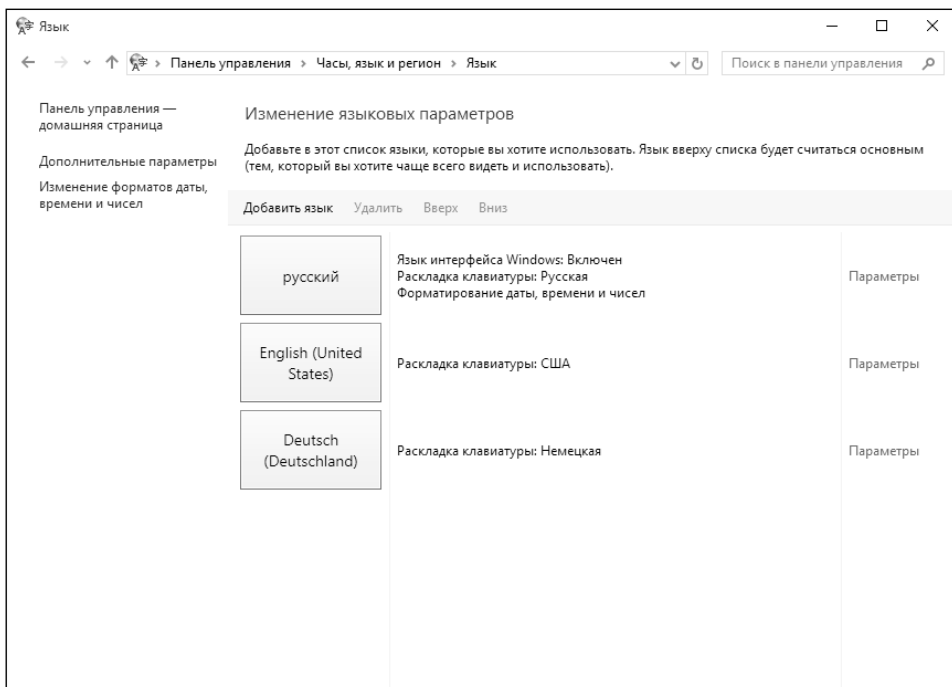 Язык
Панель управления › Часы, язык и регион › Язык
Поиск в панели управления
Панель управления —
домашняя страница
Дополнительные параметры
Изменение форматов даты,
времени и чисел
Изменение языковых параметров
Добавьте в этот список языки, которые вы хотите использовать. Язык вверху списка будет считаться основным
(тем, который вы хотите чаще всего видеть и использовать).
Добавить язык Удалить Вверх Вниз
русский
Язык интерфейса Windows: Включен
Раскладка клавиатуры: Русская
Форматирование даты, времени и чисел
Параметры
English (United
States)
Раскладка клавиатуры: США
Параметры
Deutsch
(Deutschland)
Раскладка клавиатуры: Немецкая
Параметры